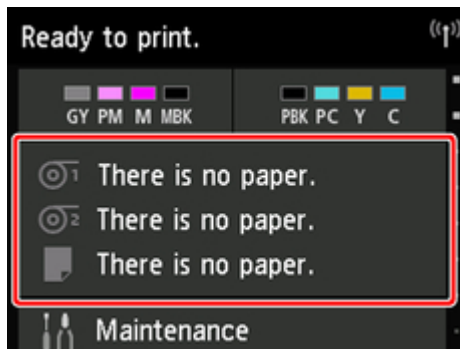 Ready to print.
GY PM M MBK PBK PC Y C
1 There is no paper.
2 There is no paper.
There is no paper.
Maintenance